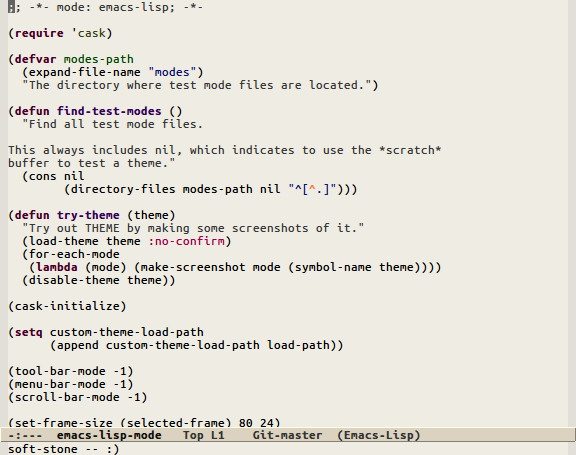 ;; -*- mode: emacs-lisp; -*-

(require 'cask)

(defvar modes-path
  (expand-file-name "modes")
  "The directory where test mode files are located.")

(defun find-test-modes ()
  "Find all test mode files.

This always includes nil, which indicates to use the *scratch*
buffer to test a theme."
  (cons nil
        (directory-files modes-path nil "^[^.]")))

(defun try-theme (theme)
  "Try out THEME by making some screenshots of it."
  (load-theme theme :no-confirm)
  (for-each-mode
   (lambda (mode) (make-screenshot mode (symbol-name theme))))
  (disable-theme theme))

(cask-initialize)

(setq custom-theme-load-path
      (append custom-theme-load-path load-path))

(tool-bar-mode -1)
(menu-bar-mode -1)
(scroll-bar-mode -1)

(set-frame-size (selected-frame) 80 24)
-:---  emacs-lisp-mode   Top L1    Git-master  (Emacs-Lisp)
soft-stone -- :)